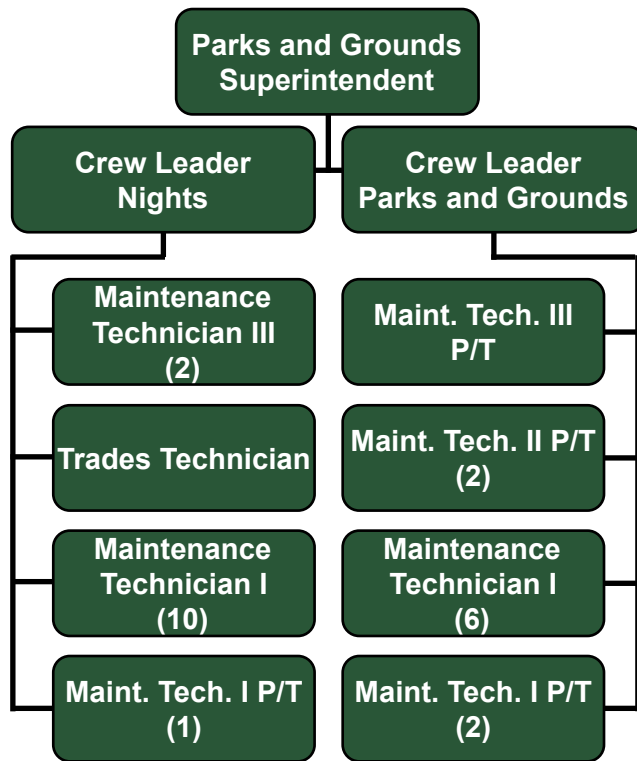 Parks and Grounds
Superintendent
Crew Leader
Nights
Crew Leader
Parks and Grounds
Maintenance
Technician III
(2)
Trades Technician
Maintenance
Technician I
(10)
Maint. Tech. I P/T
(1)
Maint. Tech. III
P/T
Maint. Tech. II P/T
(2)
Maintenance
Technician I
(6)
Maint. Tech. I P/T
(2)